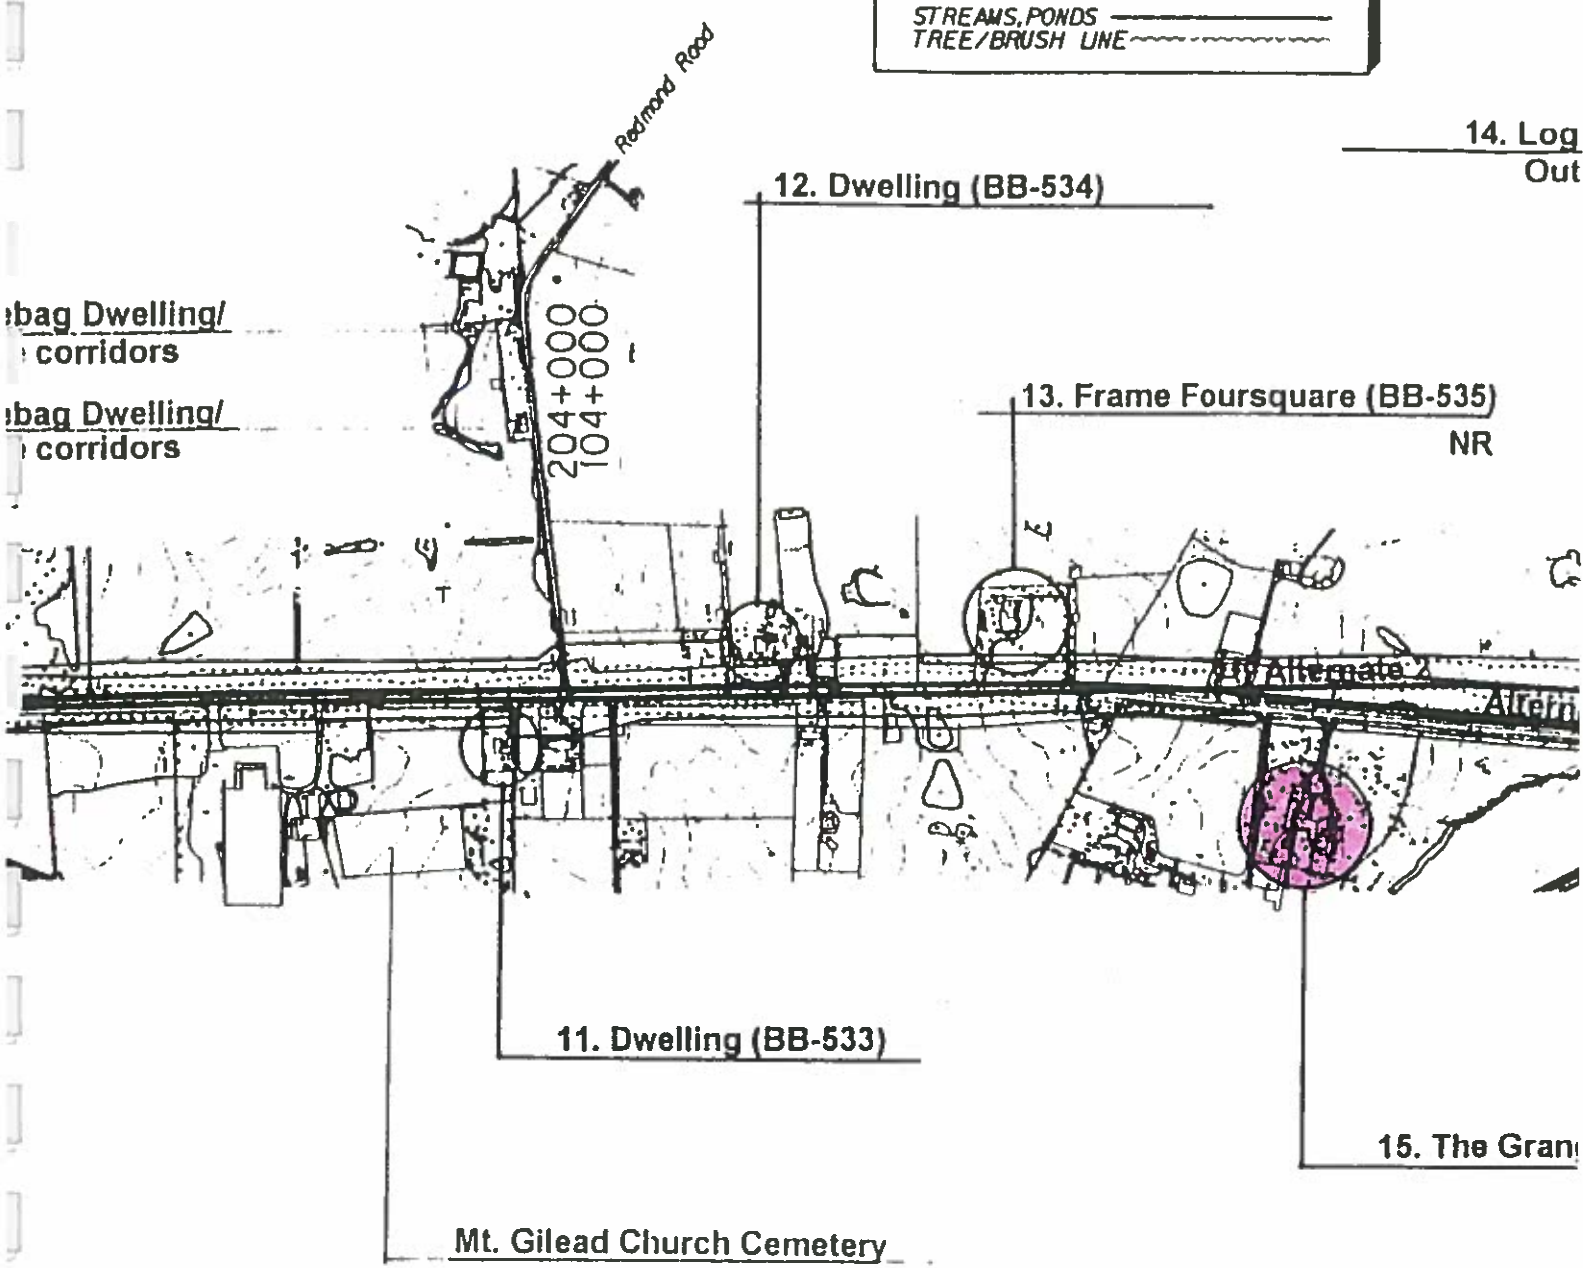 STREAMS,PONDS
TREE/BRUSH LINE
Redmond Road
14. Log
Out
12. Dwelling (BB-534)
bag Dwelling/
corridors
204+000
104+000
13. Frame Foursquare (BB-535)
NR
bag Dwelling/
corridors
Alternate 2
Altern
11. Dwelling (BB-533)
15. The Gran
Mt. Gilead Church Cemetery